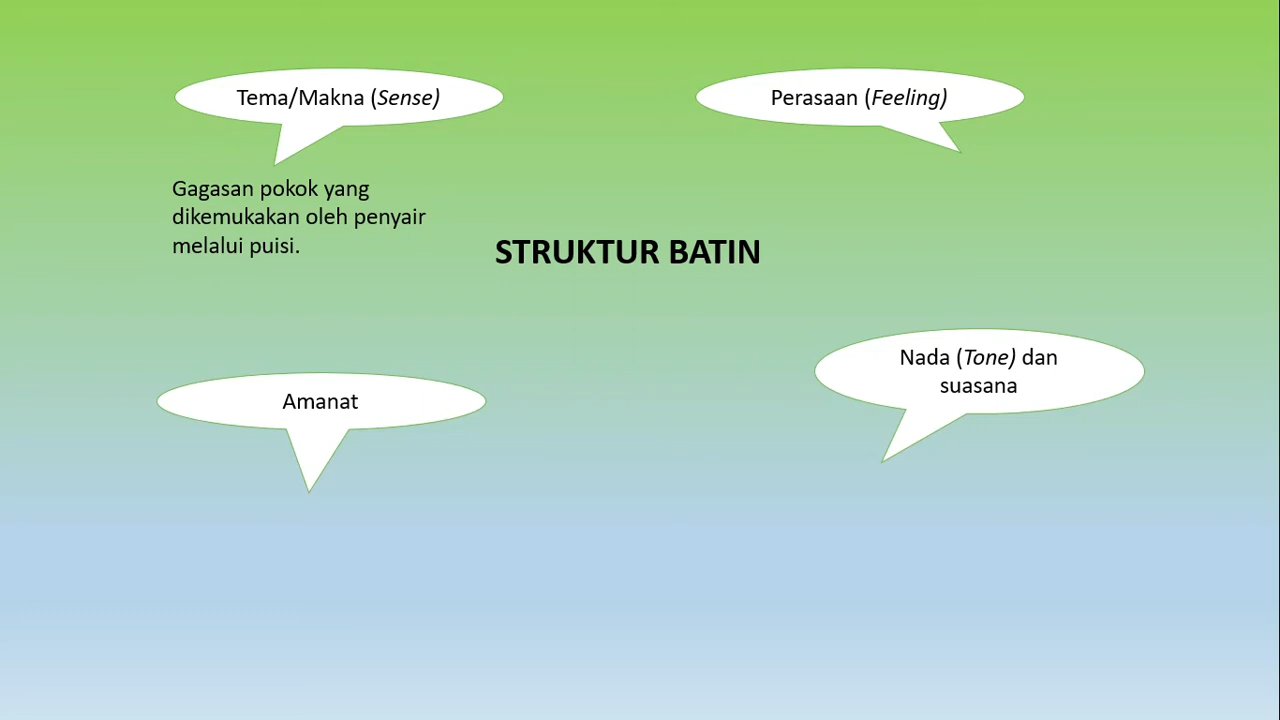 Tema/Makna (Sense)
Perasaan (Feeling)
Gagasan pokok yang
dikemukakan oleh penyair
melalui puisi.
STRUKTUR BATIN
Nada (Tone) dan
suasana
Amanat